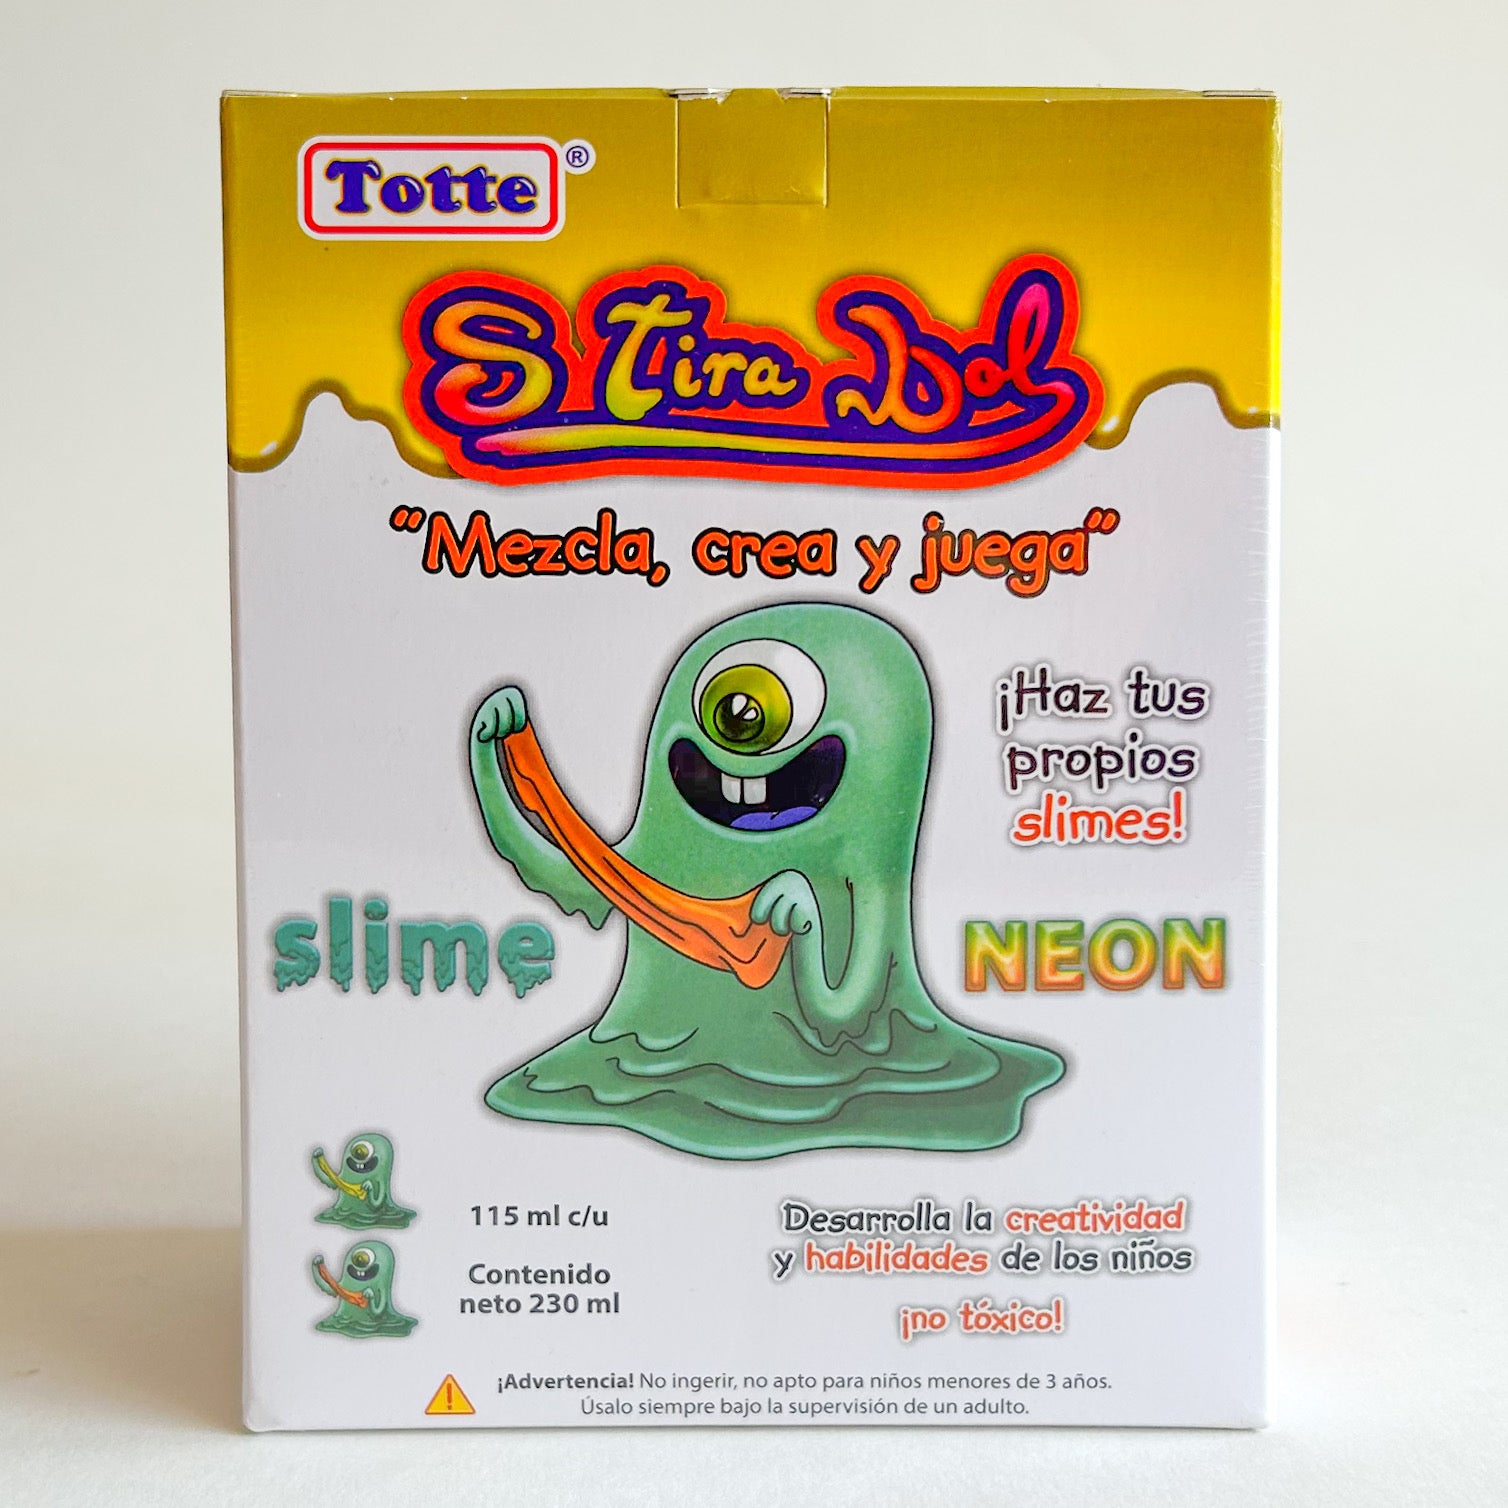 Totte ®
S Tira Bol
"Mezcla, crea y juega"
¡Haz tus
propios
slimes!
slime
NEON
115 ml c/u
Contenido
neto 230 ml
Desarrolla la creatividad
y habilidades de los niños
¡no tóxico!
¡Advertencia! No ingerir, no apto para niños menores de 3 años.
Úsalo siempre bajo la supervisión de un adulto.